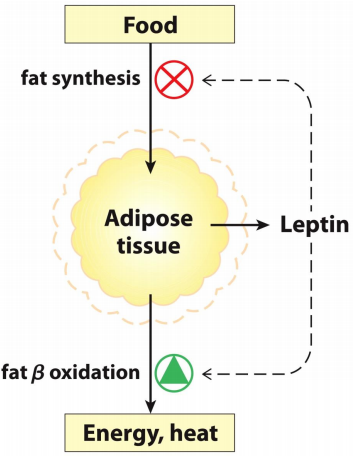 Food
fat synthesis
Adipose
tissue
Leptin
fat β oxidation
Energy, heat